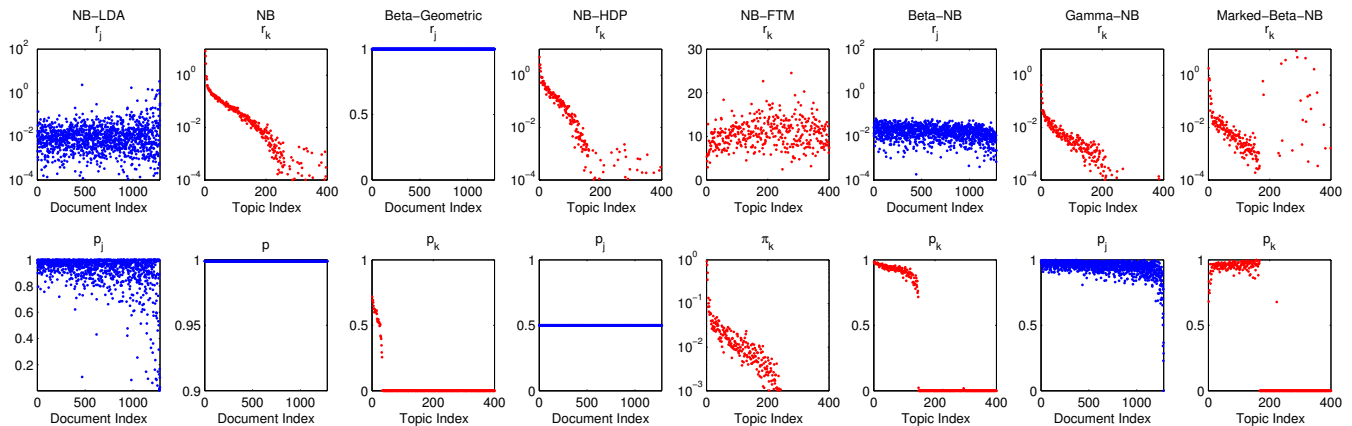 NB−LDA NB Beta−Geometric NB−HDP NB−FTM Beta−NB Gamma−NB Marked−Beta−NB
r_j r_k r_j r_k r_k r_j r_k r_k
10^2 1 30 10^2
10^0 10^0 10^0 20 10^0 10^0 10^0
10^−2 10^−2 0.5 10^−2 10 10^−2 10^−2 10^−2
10^−4 10^−4 0 10^−4 0 10^−4 10^−4 10^−4
0 500 1000 0 200 400 0 500 1000 0 200 400 0 200 400 0 500 1000 0 200 400 0 200 400
Document Index Topic Index Document Index Topic Index Topic Index Document Index Topic Index Topic Index
p_j p p_k p_j π_k p_k p_j p_k
1 1 1 1 10^0 1 1 1
0.8
0.6 10^−1
0.95 0.5 0.5 0.5 0.5 0.5
0.4 10^−2
0.2
0.9 0 0 10^−3 0 0 0
0 500 1000 0 500 1000 0 200 400 0 500 1000 0 200 400 0 200 400 0 500 1000 0 200 400
Document Index Document Index Topic Index Document Index Topic Index Topic Index Document Index Topic Index